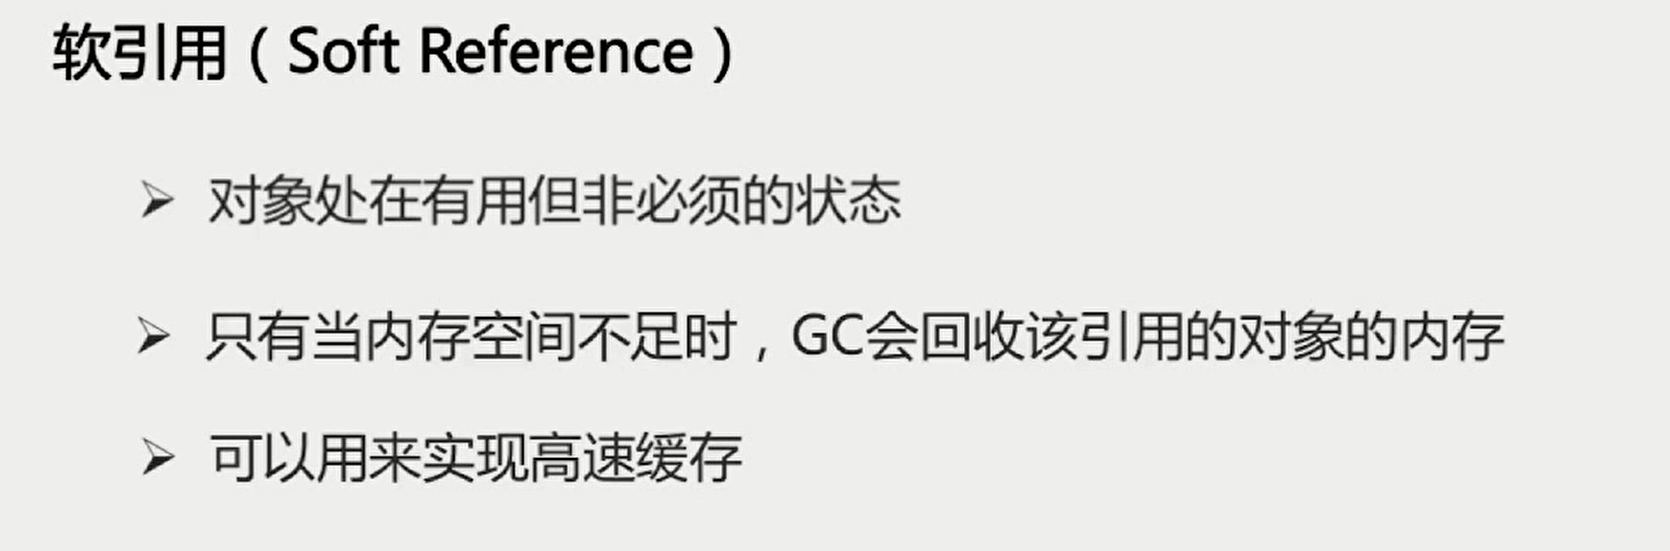 软引用（Soft Reference）
➢ 对象处在有用但非必须的状态
➢ 只有当内存空间不足时，GC会回收该引用的对象的内存
➢ 可以用来实现高速缓存